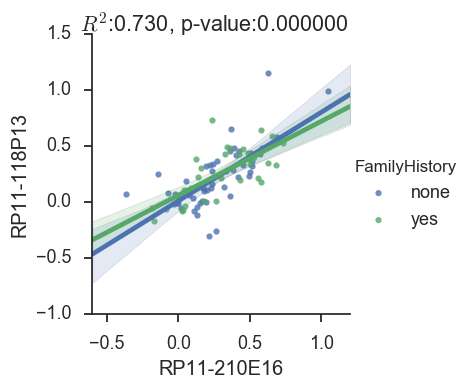 R²:0.730, p-value:0.000000
1.5
1.0
0.5
0.0
−0.5
−1.0
RP11-118P13
−0.5 0.0 0.5 1.0
RP11-210E16
FamilyHistory
none
yes